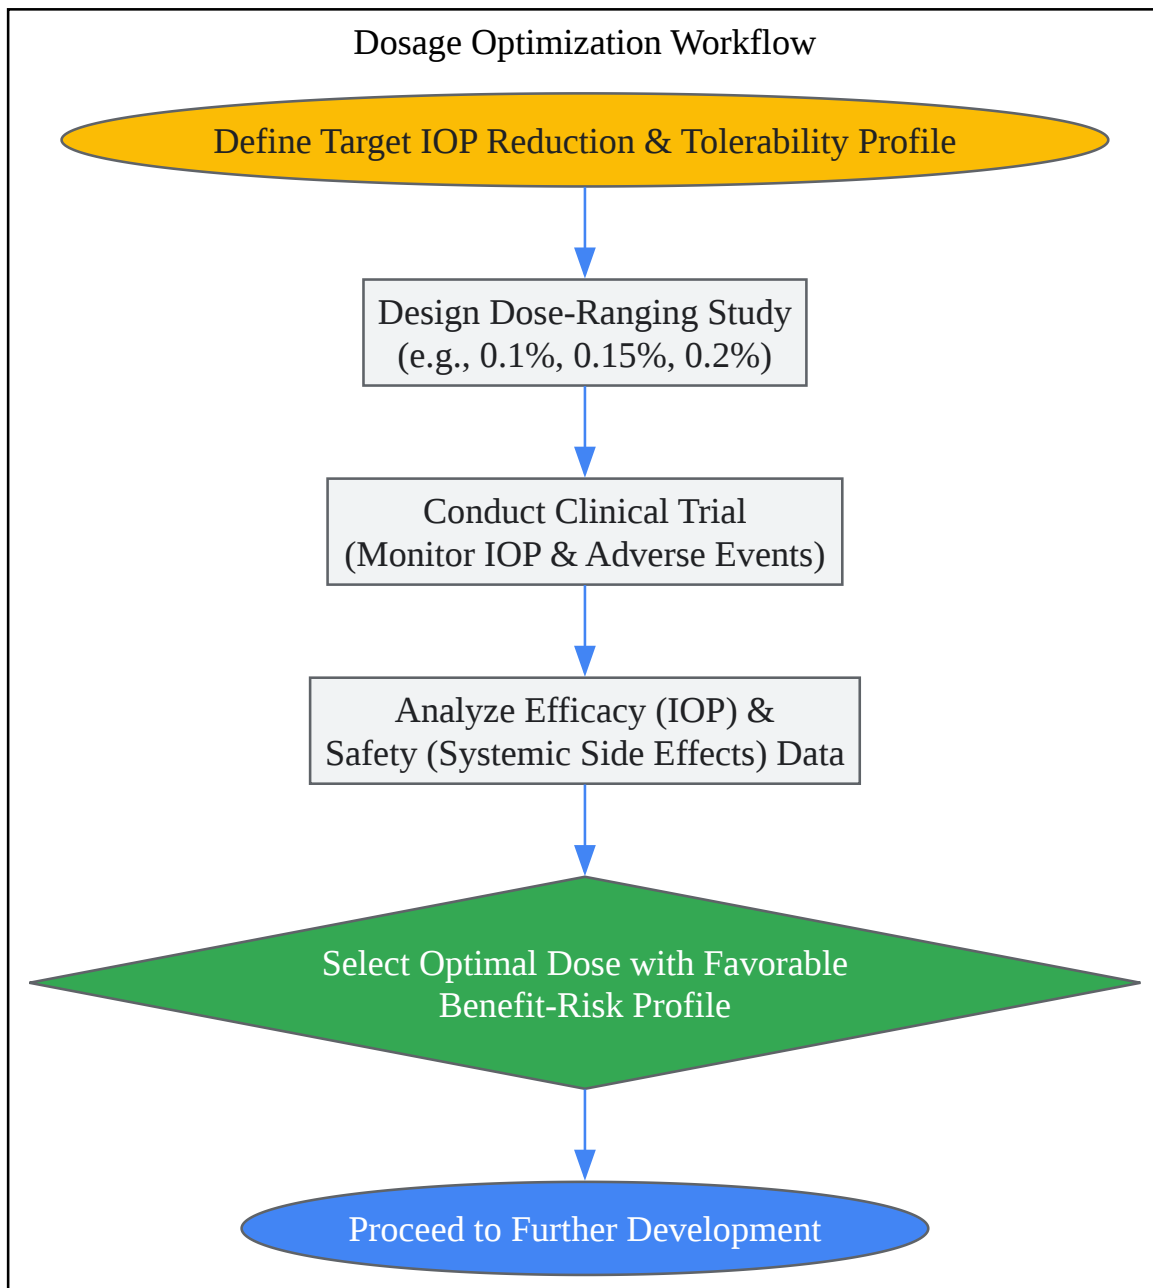 Dosage Optimization Workflow
Define Target IOP Reduction & Tolerability Profile
Design Dose-Ranging Study
(e.g., 0.1%, 0.15%, 0.2%)
Conduct Clinical Trial
(Monitor IOP & Adverse Events)
Analyze Efficacy (IOP) &
Safety (Systemic Side Effects) Data
Select Optimal Dose with Favorable
Benefit-Risk Profile
Proceed to Further Development